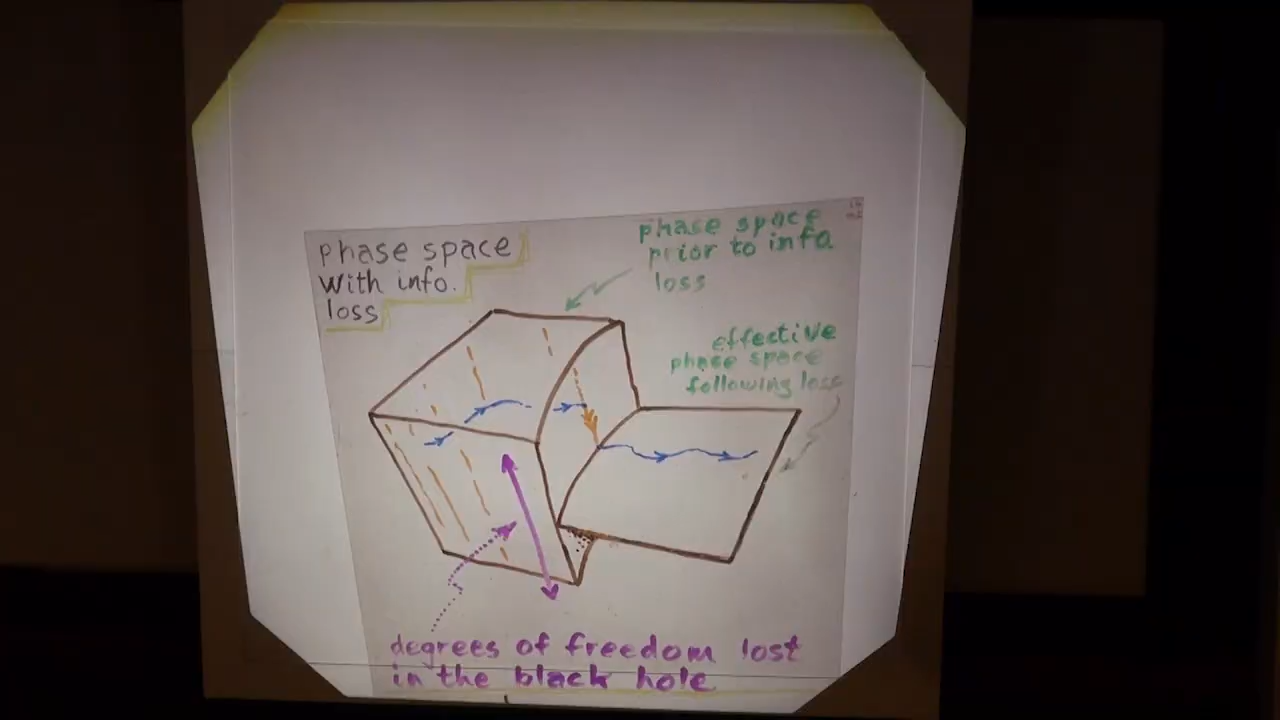 phase space
with info.
loss
phase space
prior to info
loss
effective
phase space
following loss
degrees of freedom lost
in the black hole